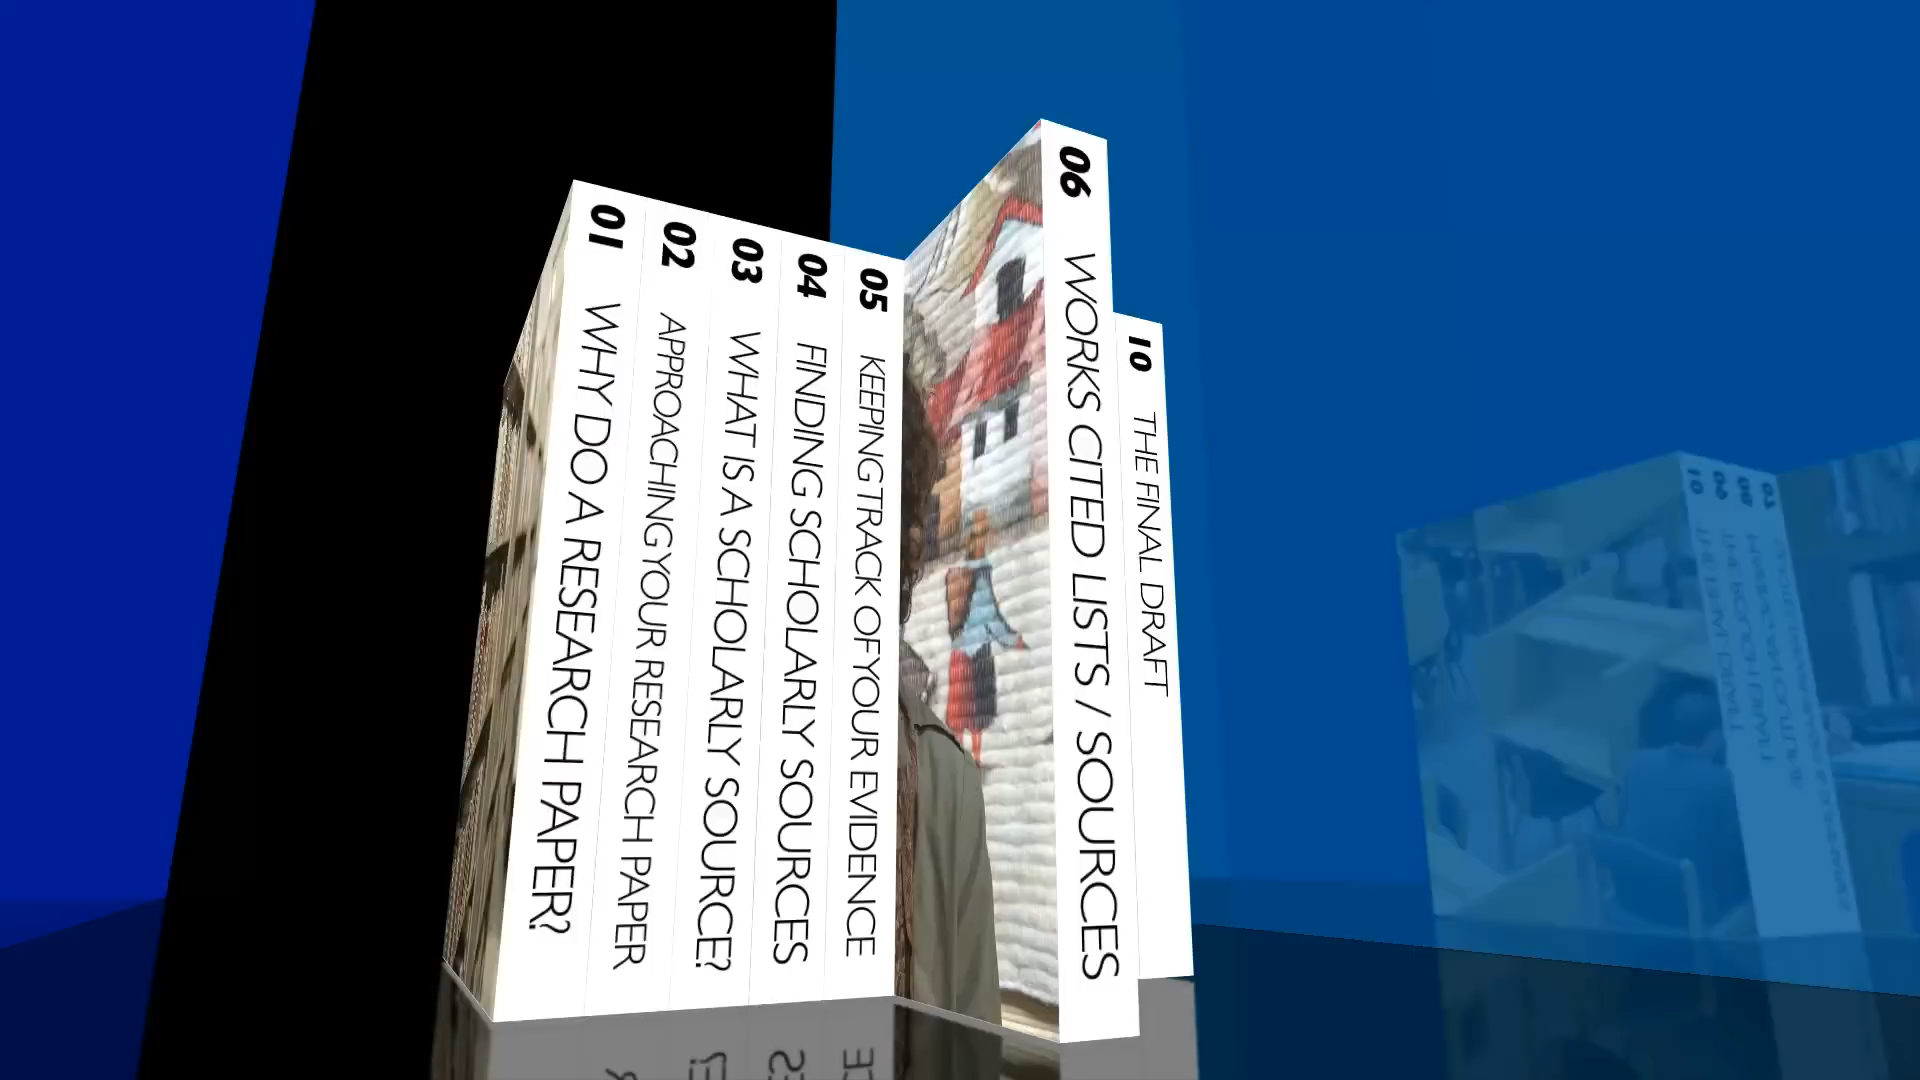 01 WHY DO A RESEARCH PAPER?
02 APPROACHING YOUR RESEARCH PAPER
03 WHAT IS A SCHOLARLY SOURCE?
04 FINDING SCHOLARLY SOURCES
05 KEEPING TRACK OF YOUR EVIDENCE
06 WORKS CITED LISTS / SOURCES
10 THE FINAL DRAFT